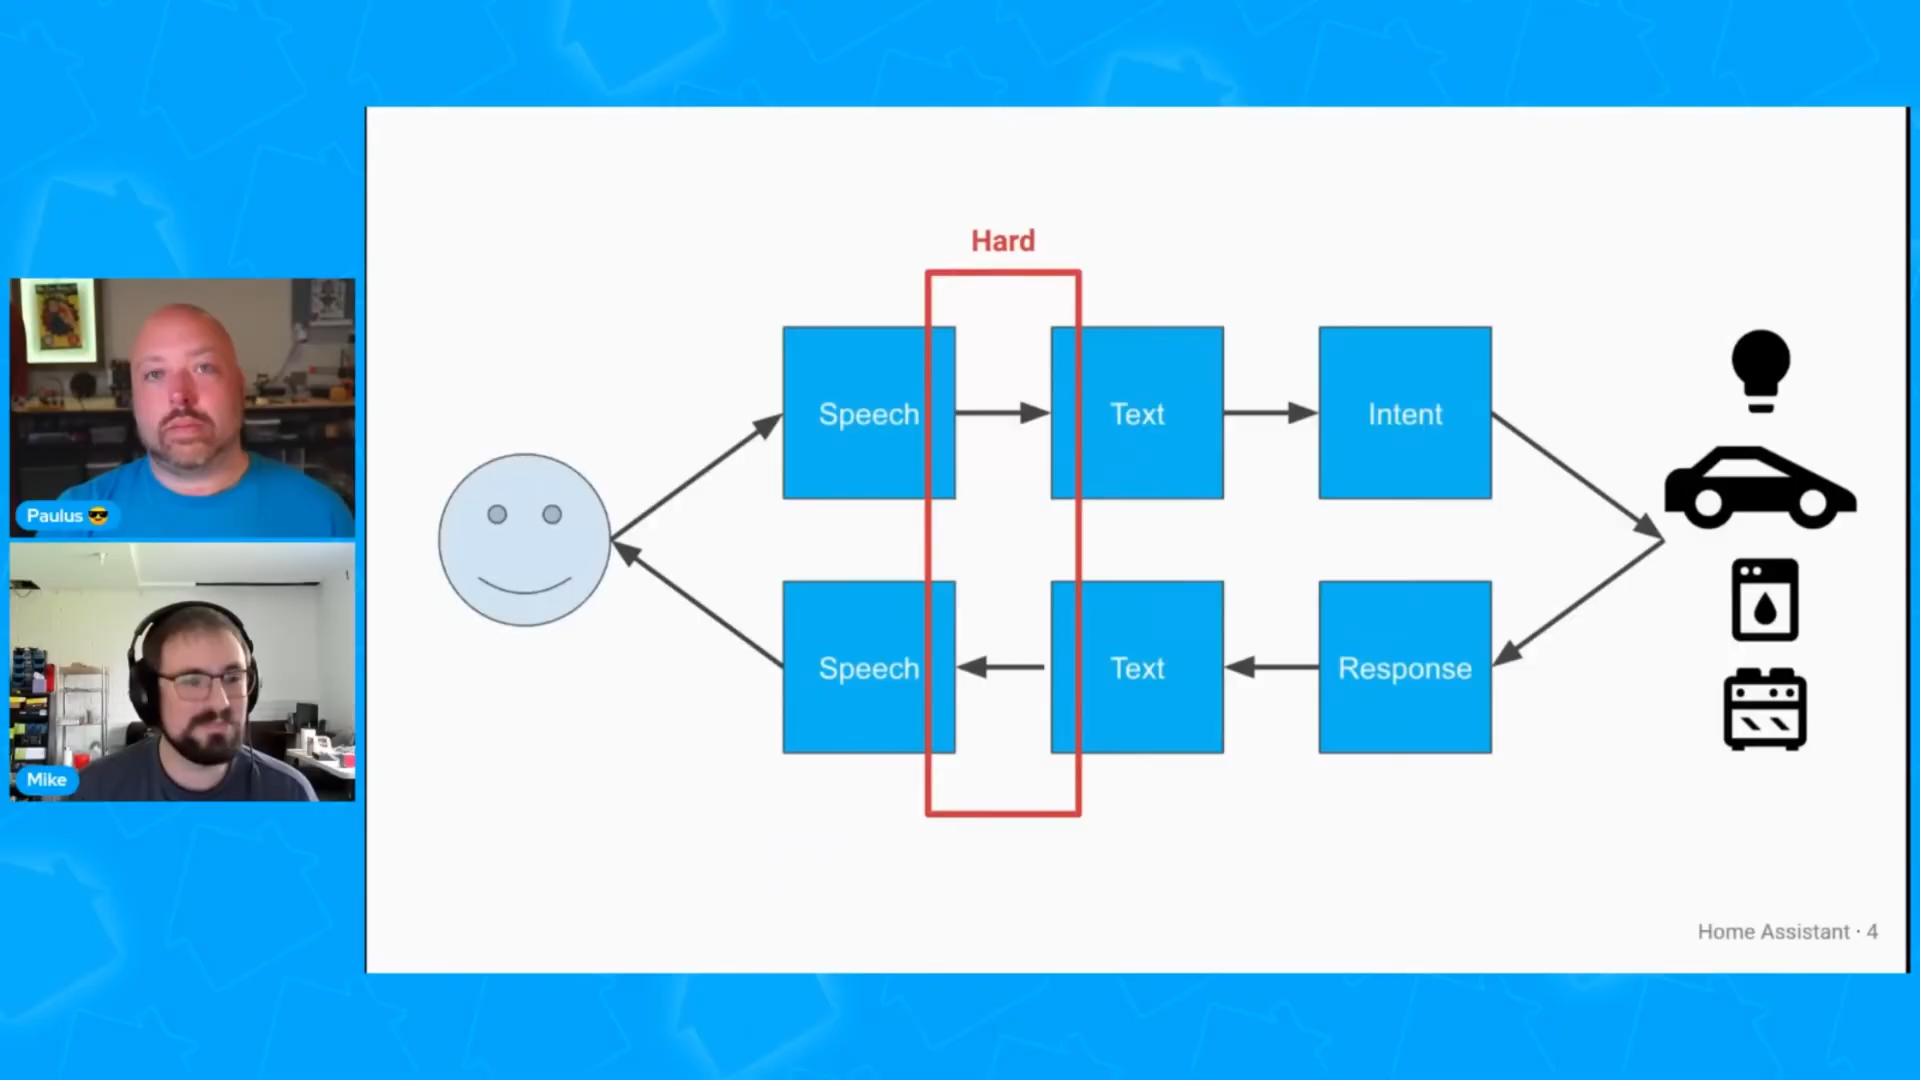 Hard
Speech
Text
Intent
Speech
Text
Response
Paulus 😎
Mike
Home Assistant · 4